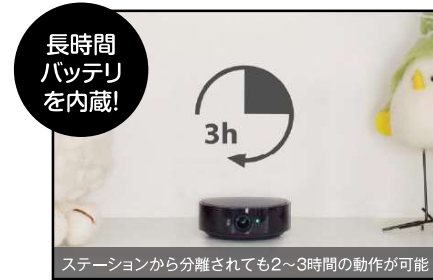 長時間
バッテリ
を内蔵!
3h
ステーションから分離されても2〜3時間の動作が可能